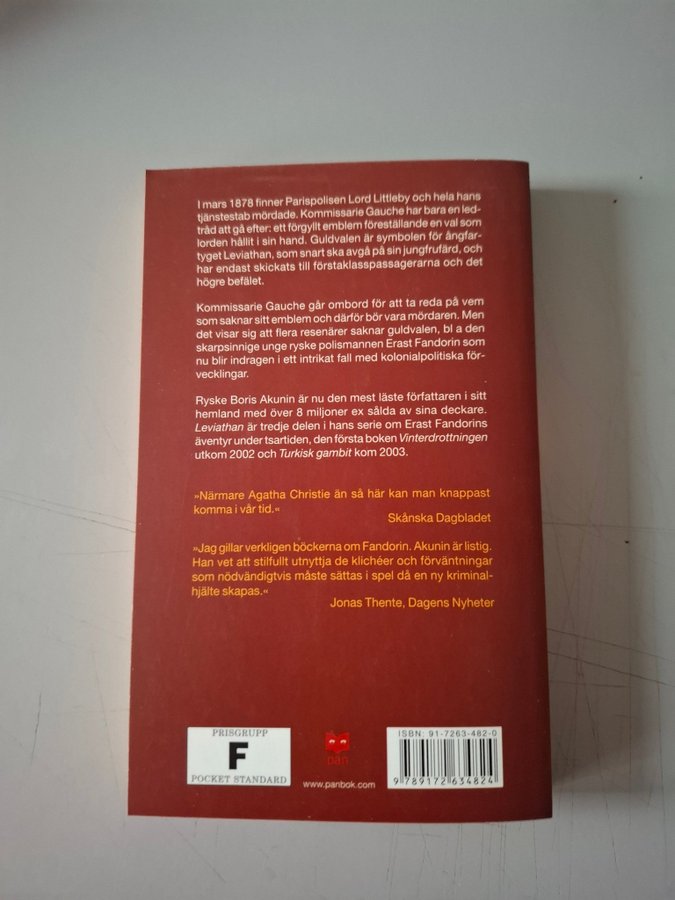 I mars 1878 finner Parispolisen Lord Littleby och hela hans
tjänstestab mördade. Kommissarie Gauche har bara en led-
tråd att gå efter: ett förgyllt emblem föreställande en val som
lorden hållit i sin hand. Guldvalen är symbolen för ångfar-
tyget Leviathan, som snart ska avgå på sin jungfrufärd, och
har endast skickats till förstaklasspassagerarna och det
högre befälet.
Kommissarie Gauche går ombord för att ta reda på vem
som saknar sitt emblem och därför bör vara mördaren. Men
det visar sig att flera resenärer saknar guldvalen, bl a den
skarpsinnige unge ryske polismannen Erast Fandorin som
nu blir indragen i ett intrikat fall med kolonialpolitiska för-
vecklingar.
Ryske Boris Akunin är nu den mest läste författaren i sitt
hemland med över 8 miljoner ex sålda av sina deckare.
Leviathan är tredje delen i hans serie om Erast Fandorins
äventyr under tsartiden, den första boken Vinterdrottningen
utkom 2002 och Turkisk gambit kom 2003.
»Närmare Agatha Christie än så här kan man knappast
komma i vår tid.«
Skånska Dagbladet
»Jag gillar verkligen böckerna om Fandorin. Akunin är listig.
Han vet att stilfullt utnyttja de klichéer och förväntningar
som nödvändigtvis måste sättas i spel då en ny kriminal-
hjälte skapas.«
Jonas Thente, Dagens Nyheter
PRISGRUPP
F
POCKET STANDARD
pan
www.panbok.com
ISBN: 91-7263-482-0
9 789172 634824